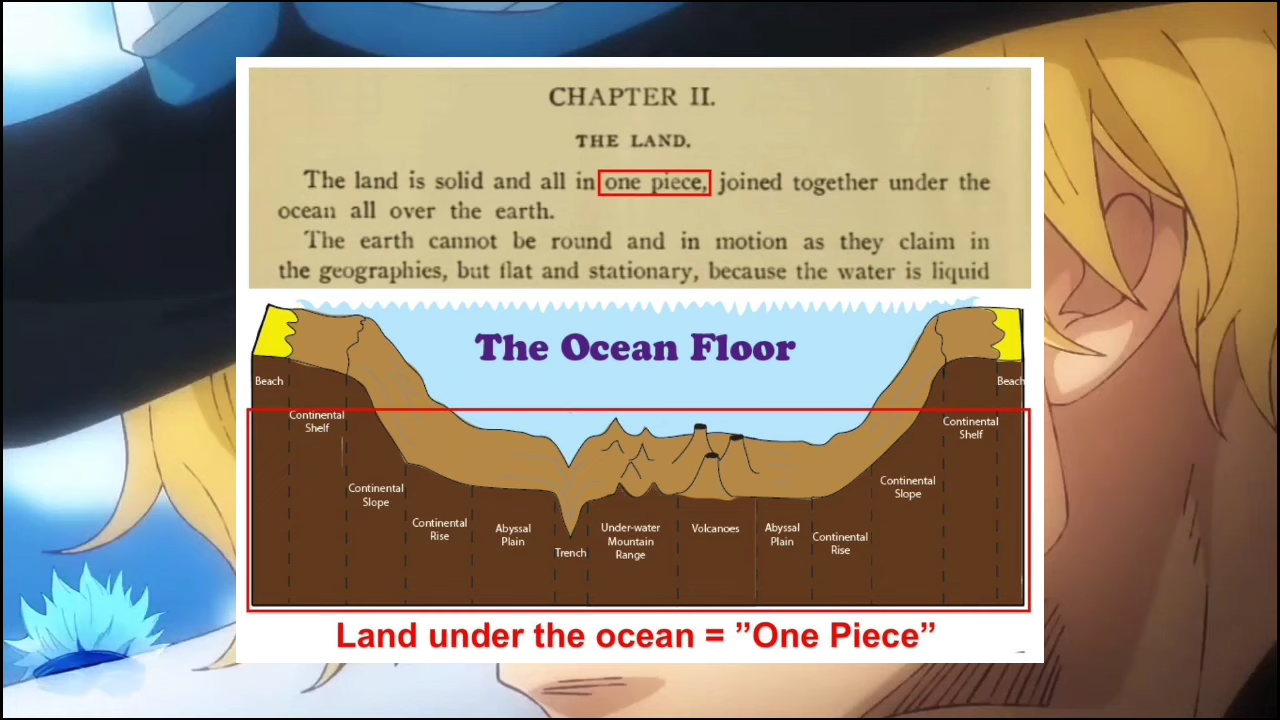 CHAPTER II.
THE LAND.
The land is solid and all in one piece, joined together under the
ocean all over the earth.
The earth cannot be round and in motion as they claim in
the geographies, but flat and stationary, because the water is liquid
The Ocean Floor
Beach
Continental
Shelf
Continental
Slope
Continental
Rise
Abyssal
Plain
Trench
Under-water
Mountain
Range
Volcanoes
Abyssal
Plain
Continental
Rise
Continental
Slope
Continental
Shelf
Beach
Land under the ocean = ”One Piece”